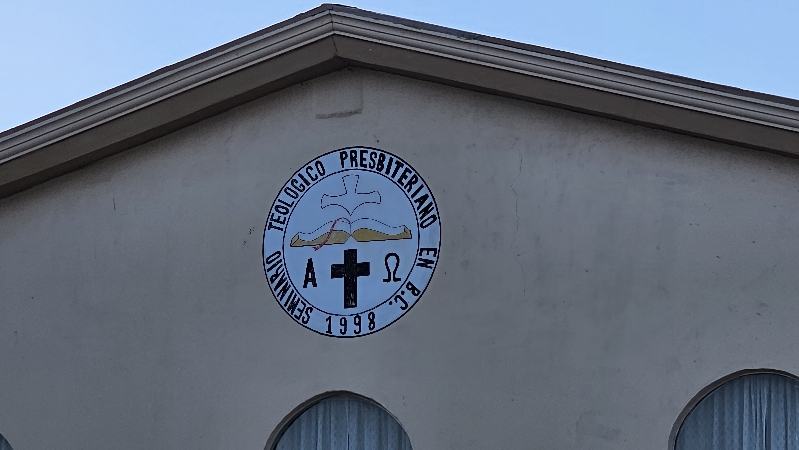 SEMINARIO TEOLOGICO PRESBITERIANO EN B.C.
Α Ω
1998